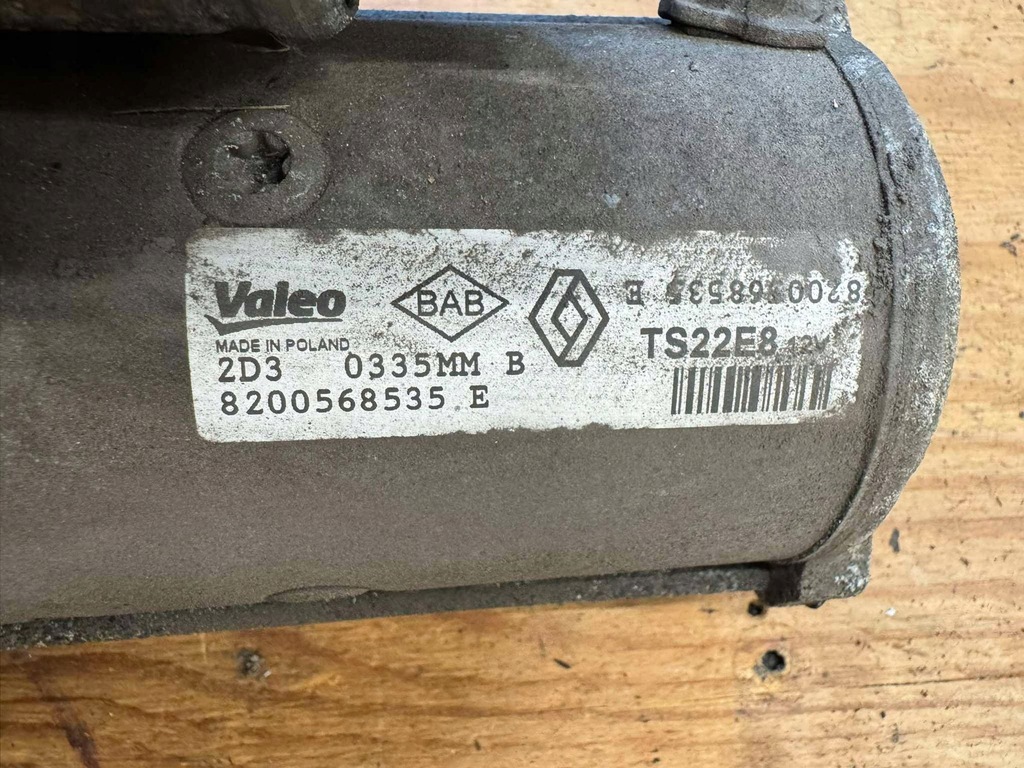 Valeo
MADE IN POLAND
2D3 0335MM B
8200568535 E
BAB
8200568535 E
TS22E8 12V